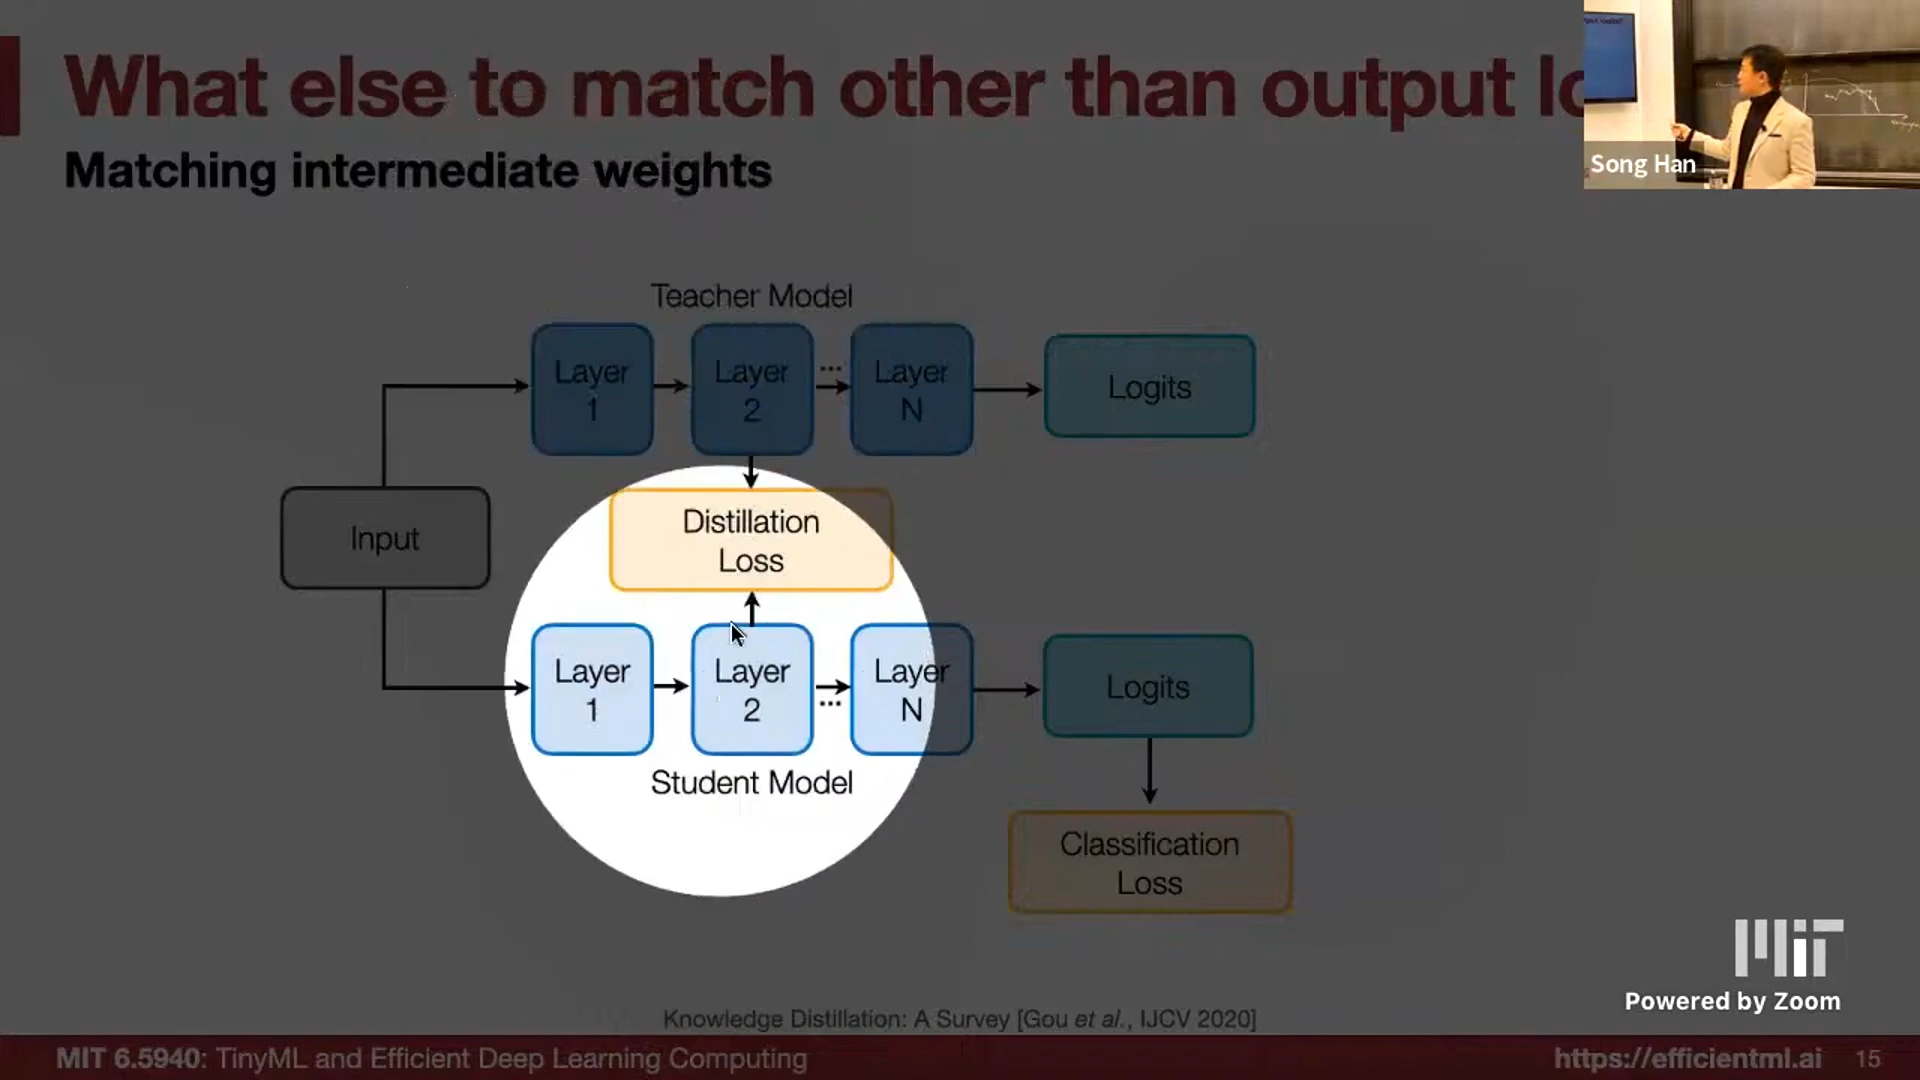 What else to match other than output lo
Song Han
Matching intermediate weights
Teacher Model
Layer
1
Layer
2
...
Layer
N
Logits
Input
Distillation
Loss
Layer
1
Layer
2
...
Layer
N
Logits
Student Model
Classification
Loss
MIT
Powered by Zoom
Knowledge Distillation: A Survey [Gou et al., IJCV 2020]
MIT 6.5940: TinyML and Efficient Deep Learning Computing
https://efficientml.ai 15